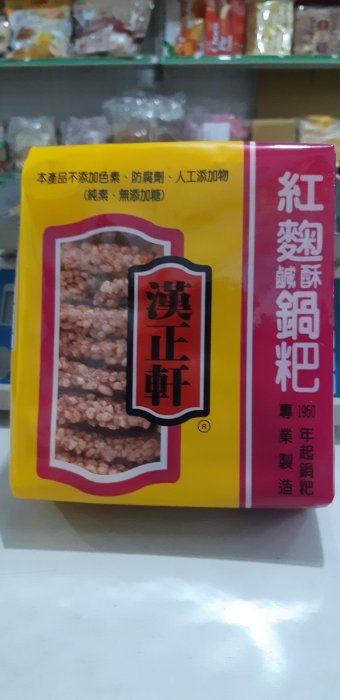 本產品不添加色素、防腐劑、人工添加物
(純素、無添加糖)
漢正軒
®
紅麴鹹酥鍋粑
1950年起鍋粑
專業製造